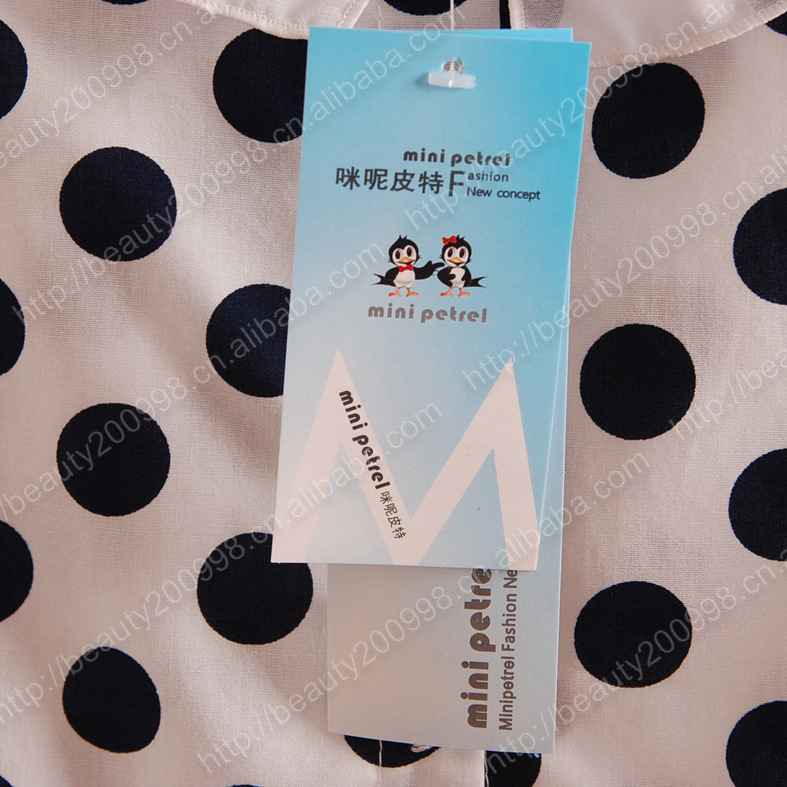 mini petrel
咪呢皮特Fashion
New concept
mini petrel
mini petrel 咪呢皮特
mini petre
Minipetrel Fashion Ne
http://beauty200998.cn.alibaba.com